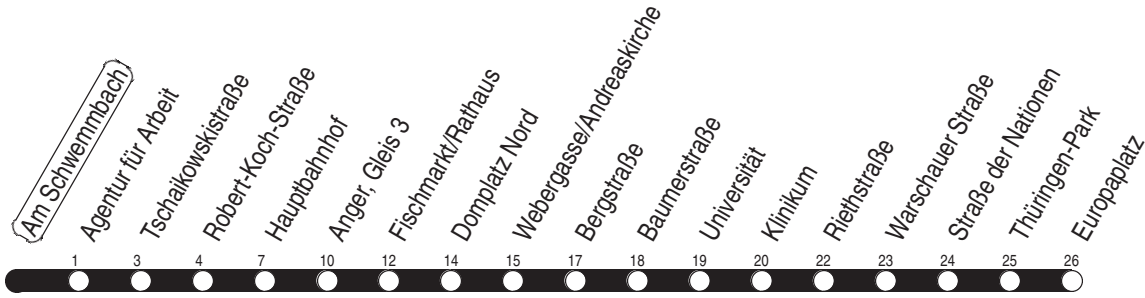 Am Schwemmbach
Agentur für Arbeit
Tschaikowskistraße
Robert-Koch-Straße
Hauptbahnhof
Anger, Gleis 3
Fischmarkt/Rathaus
Domplatz Nord
Webergasse/Andreaskirche
Bergstraße
Baumerstraße
Universität
Klinikum
Riethstraße
Warschauer Straße
Straße der Nationen
Thüringen-Park
Europaplatz
1 3 4 7 10 12 14 15 17 18 19 20 22 23 24 25 26